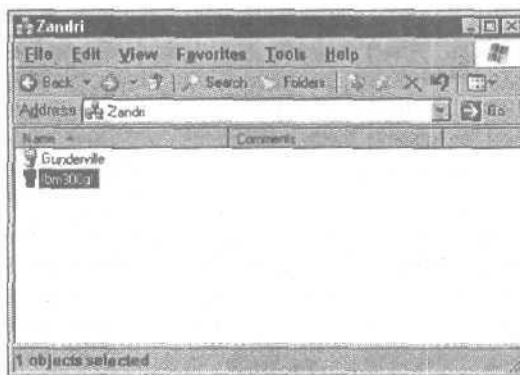 Zandri
File Edit View Favorites Tools Help
Back Search Folders
Address Zandri Go
Name Comments
Gunderville
Ibm300gl
1 objects selected